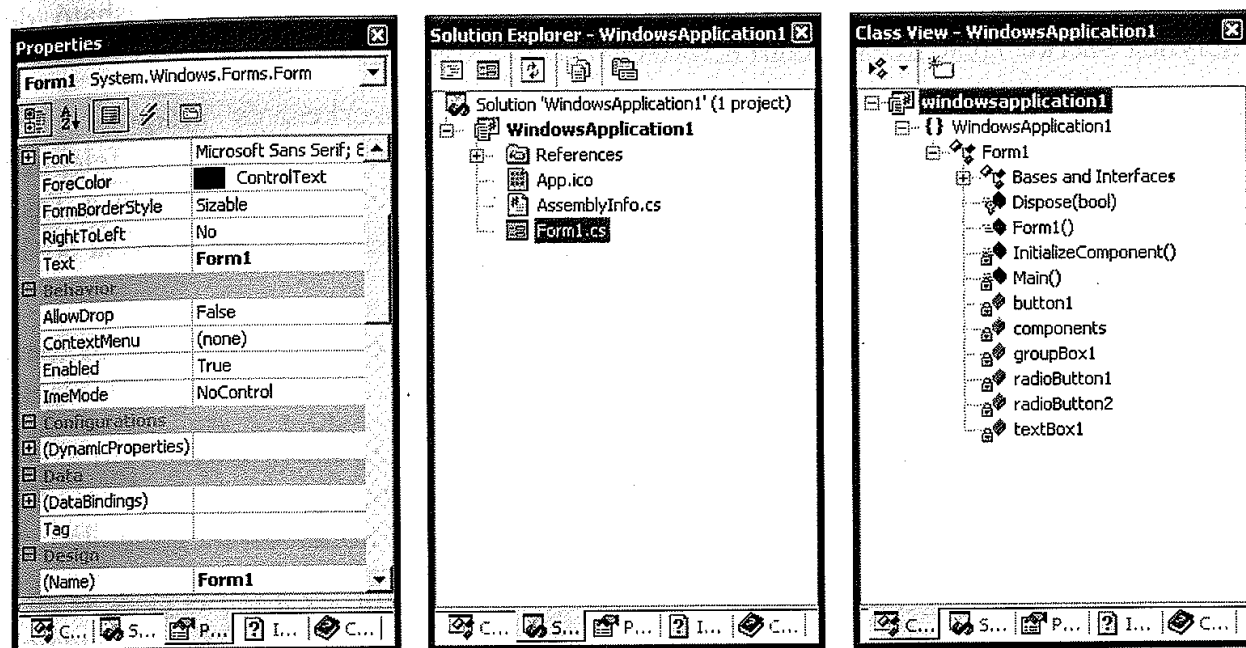 Properties
Form1 System.Windows.Forms.Form
Font Microsoft Sans Serif; 8
ForeColor ControlText
FormBorderStyle Sizable
RightToLeft No
Text Form1
Behavior
AllowDrop False
ContextMenu (none)
Enabled True
ImeMode NoControl
Configurations
(DynamicProperties)
Data
(DataBindings)
Tag
Design
(Name) Form1
C... S... P... I... C...
Solution Explorer - WindowsApplication1
Solution 'WindowsApplication1' (1 project)
WindowsApplication1
References
App.ico
AssemblyInfo.cs
Form1.cs
C... S... P... I... C...
Class View - WindowsApplication1
windowsapplication1
{} WindowsApplication1
Form1
Bases and Interfaces
Dispose(bool)
Form1()
InitializeComponent()
Main()
button1
components
groupBox1
radioButton1
radioButton2
textBox1
C... S... P... I... C...